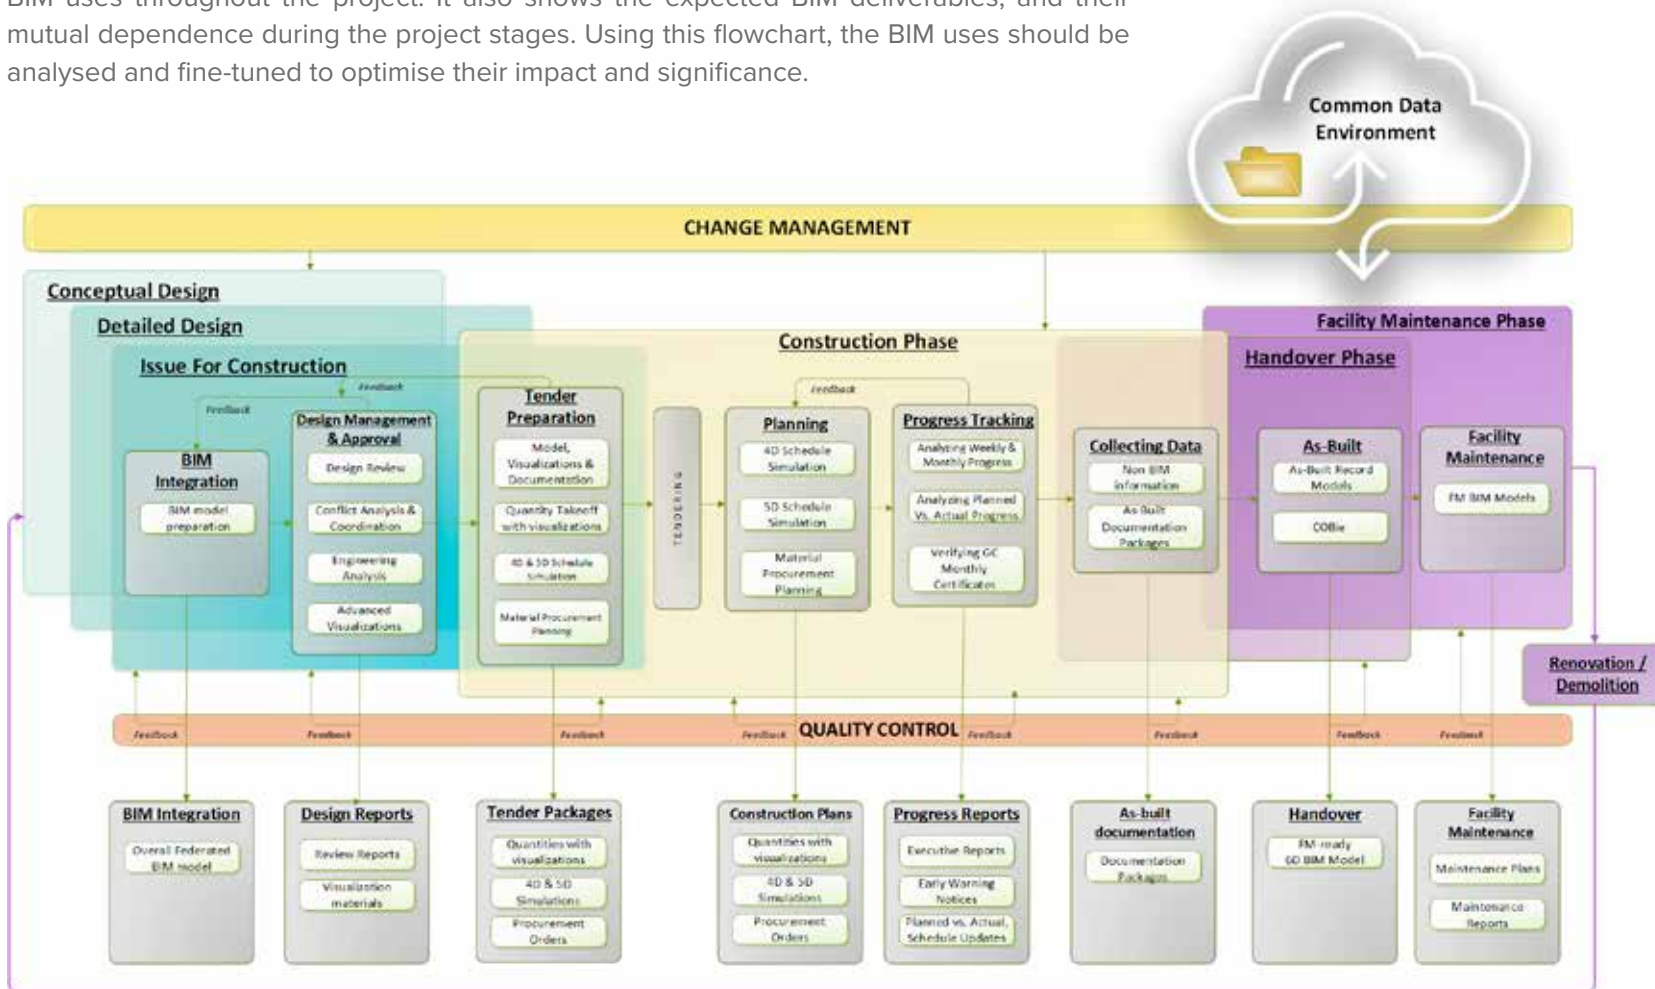 BIM uses throughout the project. It also shows the expected BIM deliverables, and their
mutual dependence during the project stages. Using this flowchart, the BIM uses should be
analysed and fine-tuned to optimise their impact and significance.
Common Data
Environment
CHANGE MANAGEMENT
Conceptual Design
Detailed Design
Issue For Construction
Construction Phase
Facility Maintenance Phase
Handover Phase
Feedback
Feedback
Feedback
BIM
Integration
BIM model
preparation
Design Management
& Approval
Design Review
Conflict Analysis &
Coordination
Engineering
Analysis
Advanced
Visualizations
Tender
Preparation
Model,
Visualizations &
Documentation
Quantity Takeoff
with visualizations
4D & 5D Schedule
Simulation
Material Procurement
Planning
TENDERING
Planning
4D Schedule
Simulation
5D Schedule
Simulation
Material
Procurement
Planning
Progress Tracking
Analyzing Weekly &
Monthly Progress
Analyzing Planned
Vs. Actual Progress
Verifying GC
Monthly
Certificates
Collecting Data
Non BIM
information
As Built
Documentation
Packages
As-Built
As-Built Record
Models
COBie
Facility
Maintenance
FM BIM Models
Renovation /
Demolition
QUALITY CONTROL
Feedback
Feedback
Feedback
Feedback
Feedback
Feedback
Feedback
Feedback
BIM Integration
Overall Federated
BIM model
Design Reports
Review Reports
Visualization
materials
Tender Packages
Quantities with
visualizations
4D & 5D
Simulations
Procurement
Orders
Construction Plans
Quantities with
visualizations
4D & 5D
Simulations
Procurement
Orders
Progress Reports
Executive Reports
Early Warning
Notices
Planned vs. Actual,
Schedule Updates
As-built
documentation
Documentation
Packages
Handover
FM-ready
6D BIM Model
Facility
Maintenance
Maintenance Plans
Maintenance
Reports